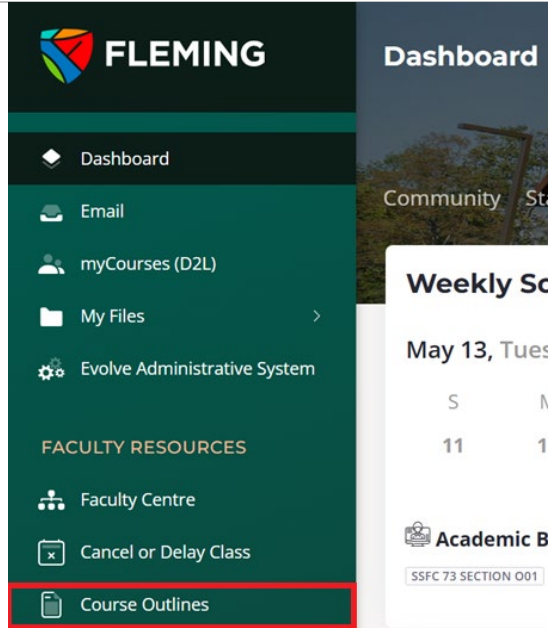 FLEMING
Dashboard
Email
myCourses (D2L)
My Files
Evolve Administrative System
FACULTY RESOURCES
Faculty Centre
Cancel or Delay Class
Course Outlines
Dashboard
Community
Weekly
May 13,
S
11
Academic
SSFC 73 SECTION O01